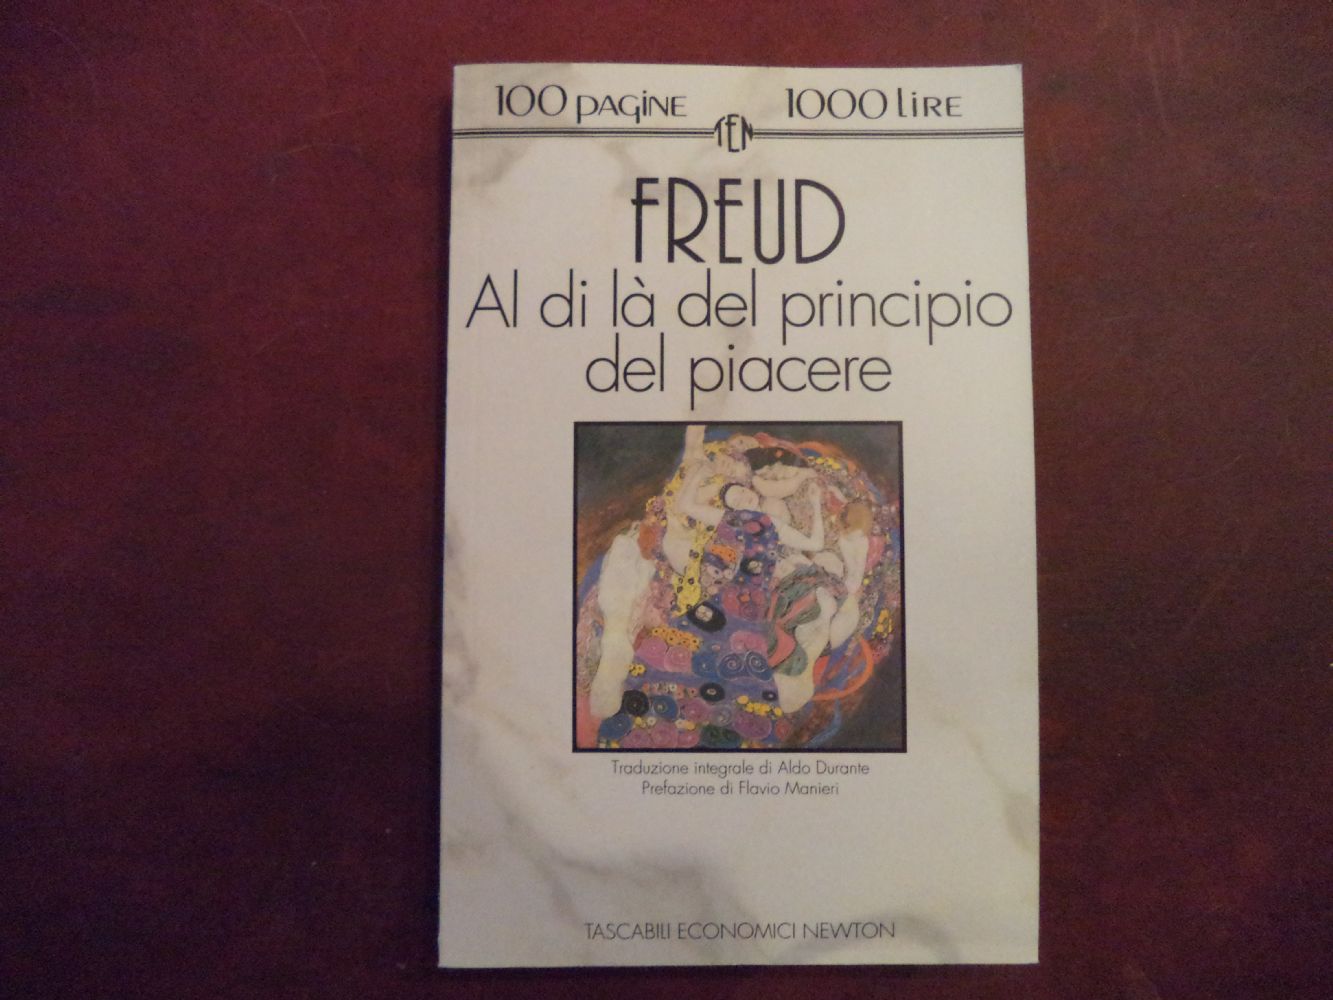 100 pagine 1000 lire
TEN
FREUD
Al di là del principio
del piacere
Traduzione integrale di Aldo Durante
Prefazione di Flavio Manieri
TASCABILI ECONOMICI NEWTON